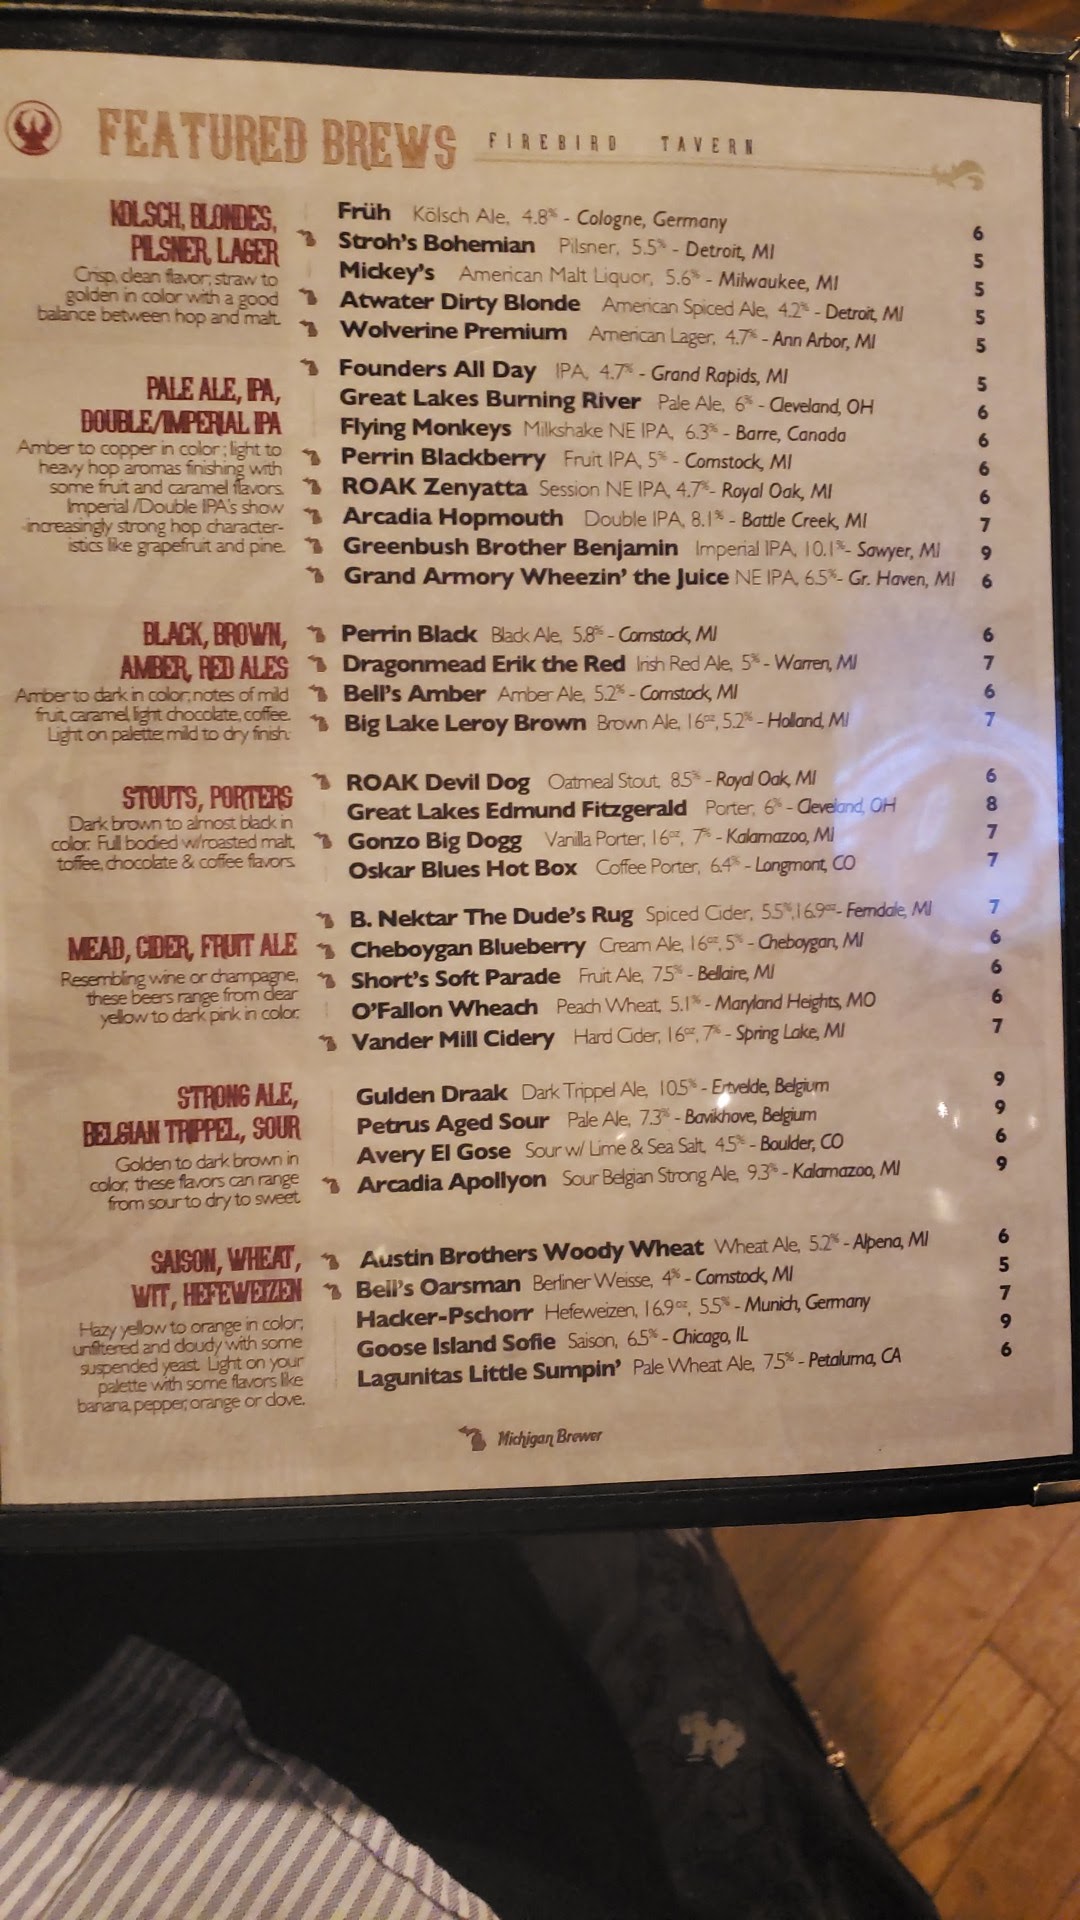 FEATURED BREWS FIREBIRD TAVERN
KOLSCH, BLONDES,
PILSNER, LAGER
Crisp, clean flavor; straw to
golden in color with a good
balance between hop and malt.
Früh Kölsch Ale, 4.8% - Cologne, Germany 6
Stroh's Bohemian Pilsner, 5.5% - Detroit, MI 5
Mickey's American Malt Liquor, 5.6% - Milwaukee, MI 5
Atwater Dirty Blonde American Spiced Ale, 4.2% - Detroit, MI 5
Wolverine Premium American Lager, 4.7% - Ann Arbor, MI 5
PALE ALE, IPA,
DOUBLE/IMPERIAL IPA
Amber to copper in color ; light to
heavy hop aromas finishing with
some fruit and caramel flavors.
Imperial /Double IPA's show
increasingly strong hop character-
istics like grapefruit and pine.
Founders All Day IPA, 4.7% - Grand Rapids, MI 5
Great Lakes Burning River Pale Ale, 6% - Cleveland, OH 6
Flying Monkeys Milkshake NE IPA, 6.3% - Barre, Canada 6
Perrin Blackberry Fruit IPA, 5% - Comstock, MI 6
ROAK Zenyatta Session NE IPA, 4.7% - Royal Oak, MI 6
Arcadia Hopmouth Double IPA, 8.1% - Battle Creek, MI 7
Greenbush Brother Benjamin Imperial IPA, 10.1% - Sawyer, MI 9
Grand Armory Wheezin' the Juice NE IPA, 6.5% - Gr. Haven, MI 6
BLACK, BROWN,
AMBER, RED ALES
Amber to dark in color; notes of mild
fruit, caramel, light chocolate, coffee.
Light on palette; mild to dry finish.
Perrin Black Black Ale, 5.8% - Comstock, MI 6
Dragonmead Erik the Red Irish Red Ale, 5% - Warren, MI 7
Bell's Amber Amber Ale, 5.2% - Comstock, MI 6
Big Lake Leroy Brown Brown Ale, 16oz, 5.2% - Holland, MI 7
STOUTS, PORTERS
Dark brown to almost black in
color. Full bodied w/roasted malt,
toffee, chocolate & coffee flavors.
ROAK Devil Dog Oatmeal Stout, 8.5% - Royal Oak, MI 6
Great Lakes Edmund Fitzgerald Porter, 6% - Cleveland, OH 8
Gonzo Big Dogg Vanilla Porter, 16oz, 7% - Kalamazoo, MI 7
Oskar Blues Hot Box Coffee Porter, 6.4% - Longmont, CO 7
MEAD, CIDER, FRUIT ALE
Resembling wine or champagne,
these beers range from clear
yellow to dark pink in color.
B. Nektar The Dude's Rug Spiced Cider, 5.5%, 16.9oz - Ferndale, MI 7
Cheboygan Blueberry Cream Ale, 16oz, 5% - Cheboygan, MI 6
Short's Soft Parade Fruit Ale, 7.5% - Bellaire, MI 6
O'Fallon Wheach Peach Wheat, 5.1% - Maryland Heights, MO 6
Vander Mill Cidery Hard Cider, 16oz, 7% - Spring Lake, MI 7
STRONG ALE,
BELGIAN TRIPPEL, SOUR
Golden to dark brown in
color, these flavors can range
from sour to dry to sweet.
Gulden Draak Dark Trippel Ale, 10.5% - Ertvelde, Belgium 9
Petrus Aged Sour Pale Ale, 7.3% - Bavikhove, Belgium 9
Avery El Gose Sour w/ Lime & Sea Salt, 4.5% - Boulder, CO 6
Arcadia Apollyon Sour Belgian Strong Ale, 9.3% - Kalamazoo, MI 9
SAISON, WHEAT,
WIT, HEFEWEIZEN
Hazy yellow to orange in color;
unfiltered and cloudy with some
suspended yeast. Light on your
palette with some flavors like
banana, pepper, orange or clove.
Austin Brothers Woody Wheat Wheat Ale, 5.2% - Alpena, MI 6
Bell's Oarsman Berliner Weisse, 4% - Comstock, MI 5
Hacker-Pschorr Hefeweizen, 16.9oz, 5.5% - Munich, Germany 7
Goose Island Sofie Saison, 6.5% - Chicago, IL 9
Lagunitas Little Sumpin' Pale Wheat Ale, 7.5% - Petaluma, CA 6
Michigan Brewer